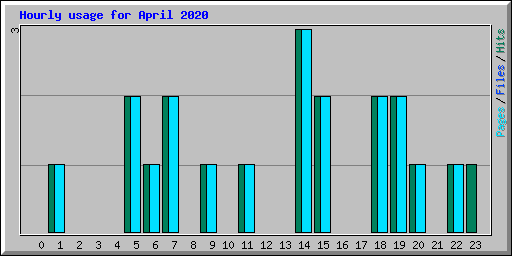 Hourly usage for April 2020
3
Pages/Files/Hits
0 1 2 3 4 5 6 7 8 9 10 11 12 13 14 15 16 17 18 19 20 21 22 23